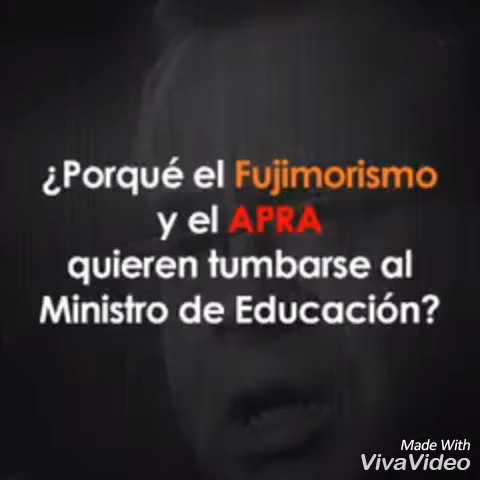 ¿Porqué el Fujimorismo
y el APRA
quieren tumbarse al
Ministro de Educación?
Made With
VivaVideo